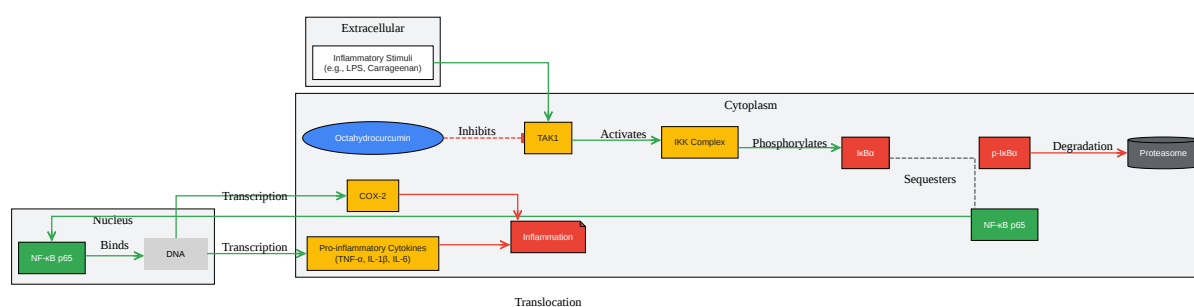 Extracellular
Inflammatory Stimuli
(e.g., LPS, Carrageenan)
Cytoplasm
Octahydrocurcumin
Inhibits
TAK1
Activates
IKK Complex
Phosphorylates
IκBα
Sequesters
p-IκBα
Degradation
Proteasome
Transcription
COX-2
Nucleus
NF-κB p65
Binds
DNA
Transcription
Pro-inflammatory Cytokines
(TNF-α, IL-1β, IL-6)
Inflammation
NF-κB p65
Translocation